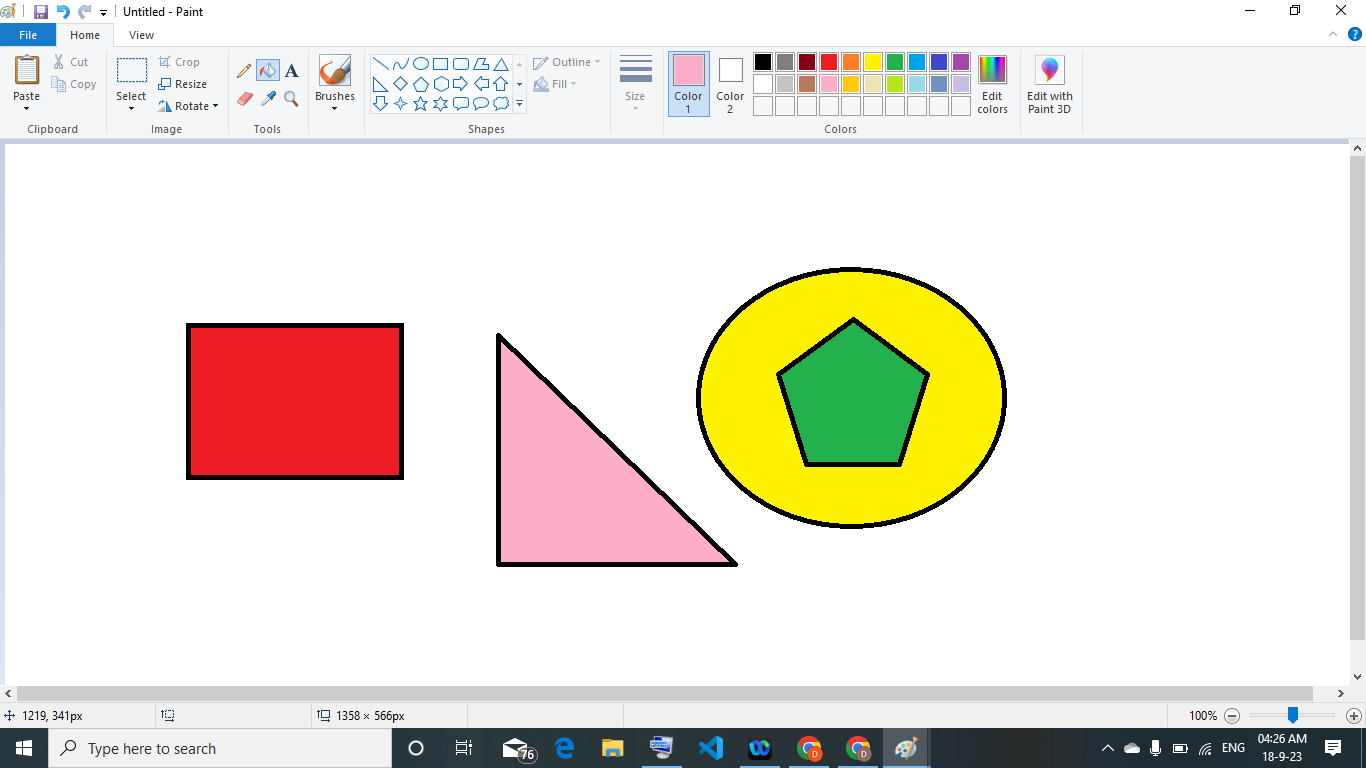 Untitled - Paint
File Home View
Paste
Cut
Copy
Clipboard
Select
Crop
Resize
Rotate
Image
A
Tools
Brushes
Outline
Fill
Shapes
Size
Color 1
Color 2
Colors
Edit colors
Edit with Paint 3D
1219, 341px
1358 × 566px
100%
Type here to search
76
D
D
ENG
04:26 AM
18-9-23